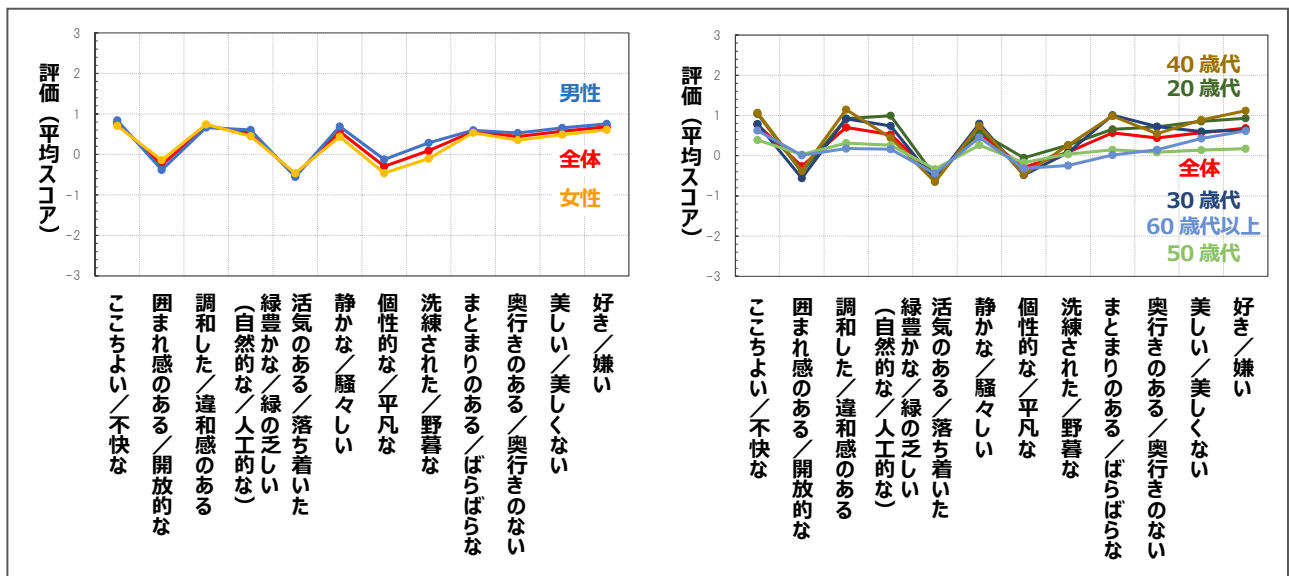 3
2
1
0
−1
−2
−3
評価（平均スコア）
男性
全体
女性
ここちよい／不快な
囲まれ感のある／開放的な
調和した／違和感のある
緑豊かな／緑の乏しい
（自然的な／人工的な）
活気のある／落ち着いた
静かな／騒々しい
個性的な／平凡な
洗練された／野暮な
まとまりのある／ばらばらな
奥行きのある／奥行きのない
美しい／美しくない
好き／嫌い
3
2
1
0
−1
−2
−3
評価（平均スコア）
40 歳代
20 歳代
全体
30 歳代
60 歳代以上
50 歳代
ここちよい／不快な
囲まれ感のある／開放的な
調和した／違和感のある
緑豊かな／緑の乏しい
（自然的な／人工的な）
活気のある／落ち着いた
静かな／騒々しい
個性的な／平凡な
洗練された／野暮な
まとまりのある／ばらばらな
奥行きのある／奥行きのない
美しい／美しくない
好き／嫌い